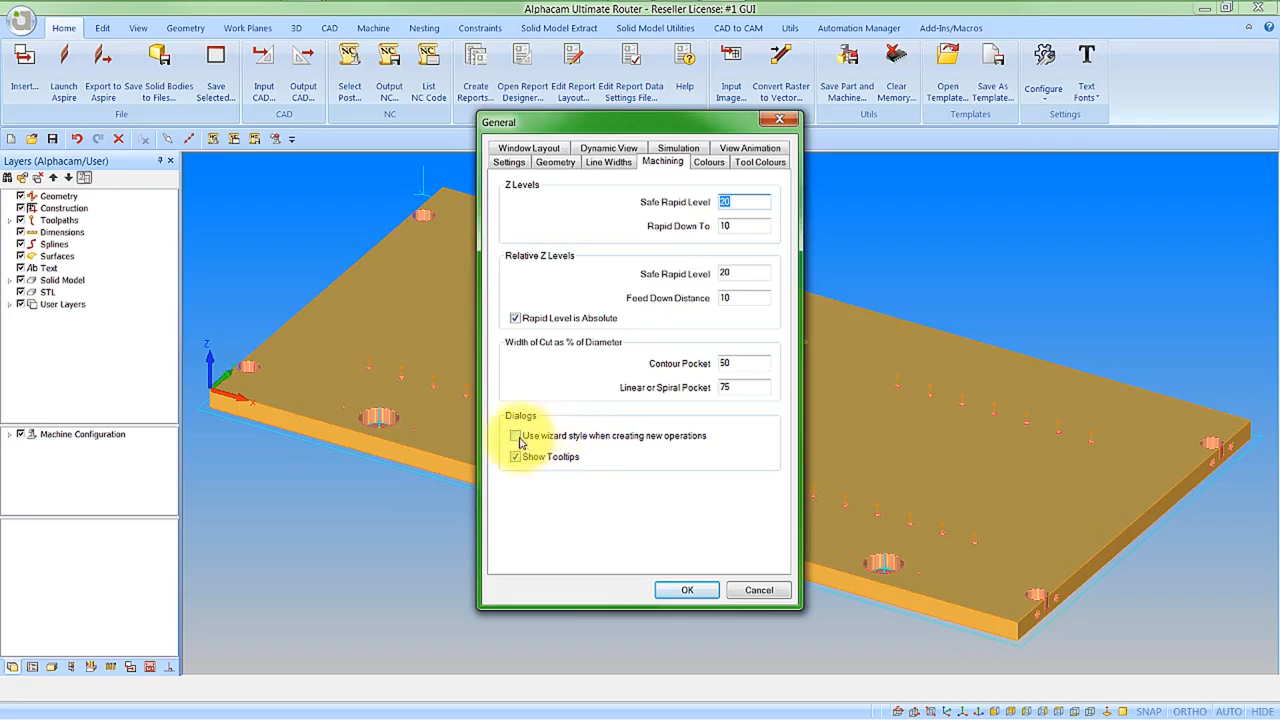 Alphacam Ultimate Router - Reseller License: #1 GUI
Home Edit View Geometry Work Planes 3D CAD Machine Nesting Constraints Solid Model Extract Solid Model Utilities CAD to CAM Utils Automation Manager Add-Ins/Macros
Insert... Launch Aspire Export to Aspire Save Solid Bodies to Files... Save Selected... Input CAD... Output CAD... Select Post... Output NC... List NC Code Create Reports... Open Report Designer... Edit Report Layout... Edit Report Data Settings File... Help Input Image... Convert Raster to Vector... Save Part and Machine... Clear Memory... Open Template... Save As Template... Configure Text Fonts
File CAD NC Reports Utils Templates Settings
Layers (Alphacam/User)
Geometry
Construction
Toolpaths
Dimensions
Splines
Surfaces
Text
Solid Model
STL
User Layers
Machine Configuration
General
Window Layout Dynamic View Simulation View Animation
Settings Geometry Line Widths Machining Colours Tool Colours
Z Levels
Safe Rapid Level 20
Rapid Down To 10
Relative Z Levels
Safe Rapid Level 20
Feed Down Distance 10
Rapid Level is Absolute
Width of Cut as % of Diameter
Contour Pocket 50
Linear or Spiral Pocket 75
Dialogs
Use wizard style when creating new operations
Show Tooltips
OK Cancel
Z
X
SNAP ORTHO AUTO HIDE